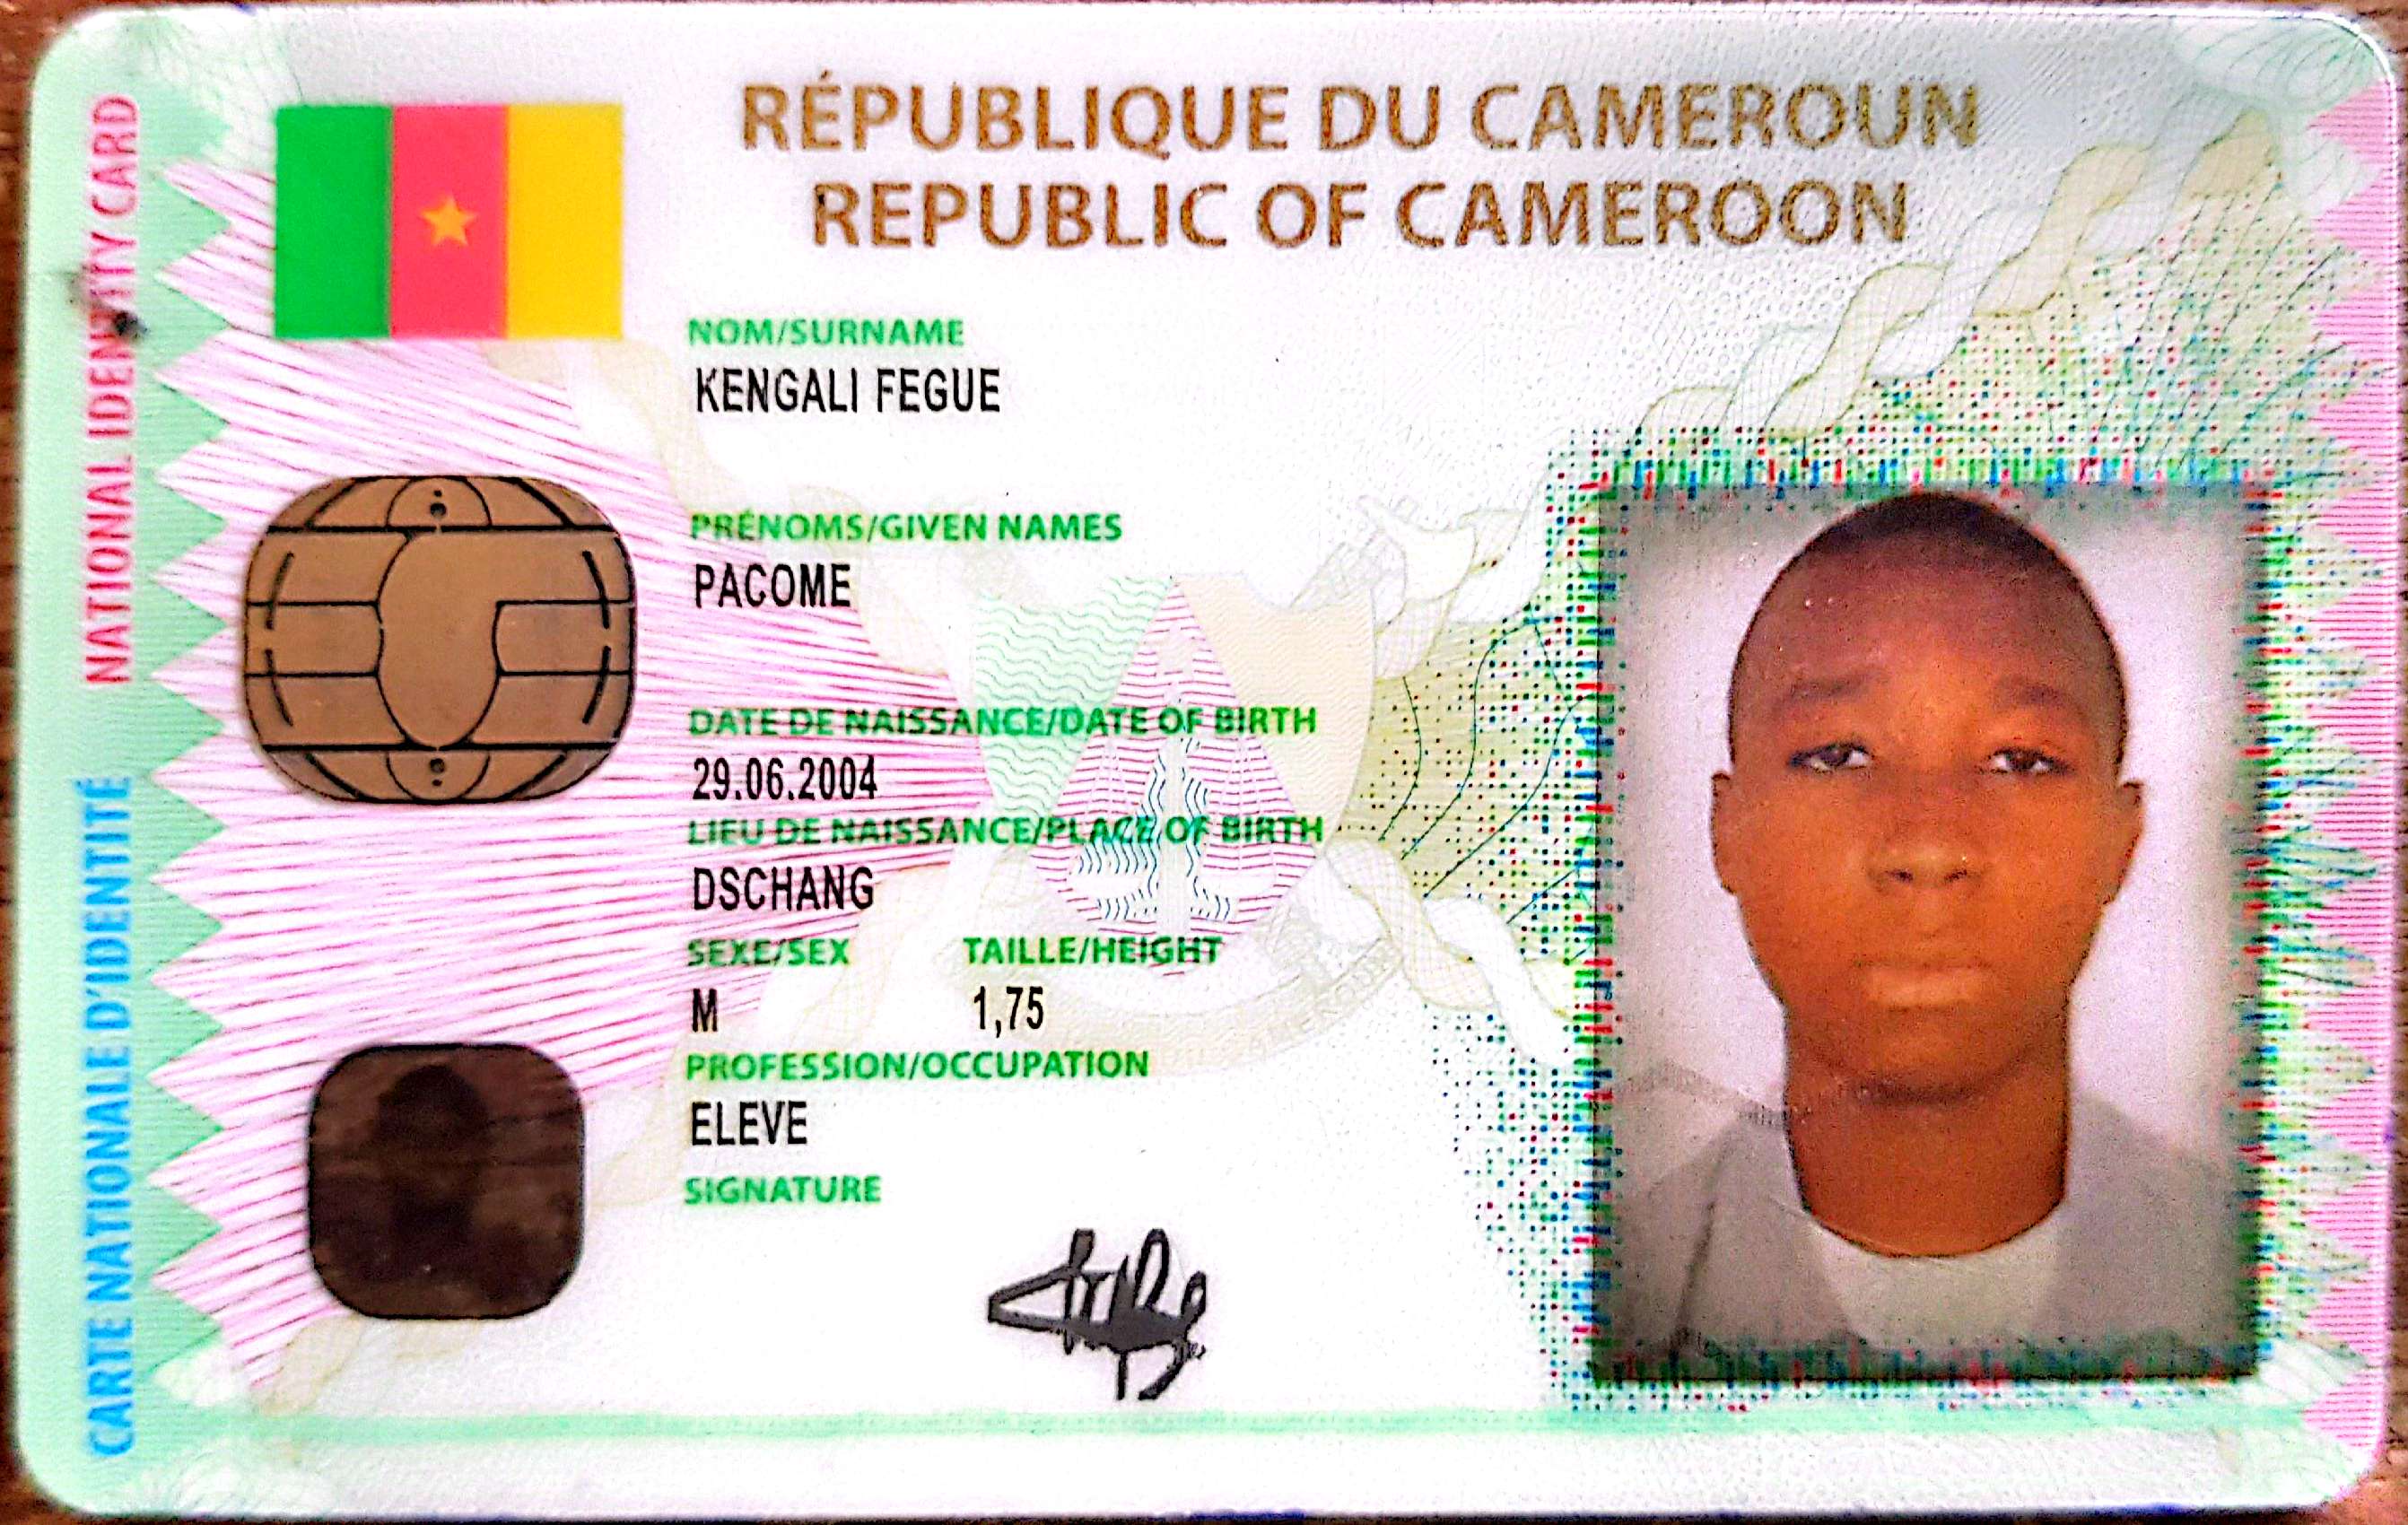 NATIONAL IDENTITY CARD
CARTE NATIONALE D'IDENTITÉ
RÉPUBLIQUE DU CAMEROUN
REPUBLIC OF CAMEROON
NOM/SURNAME
KENGALI FEGUE
PRÉNOMS/GIVEN NAMES
PACOME
DATE DE NAISSANCE/DATE OF BIRTH
29.06.2004
LIEU DE NAISSANCE/PLACE OF BIRTH
DSCHANG
SEXE/SEX TAILLE/HEIGHT
M 1,75
PROFESSION/OCCUPATION
ELEVE
SIGNATURE